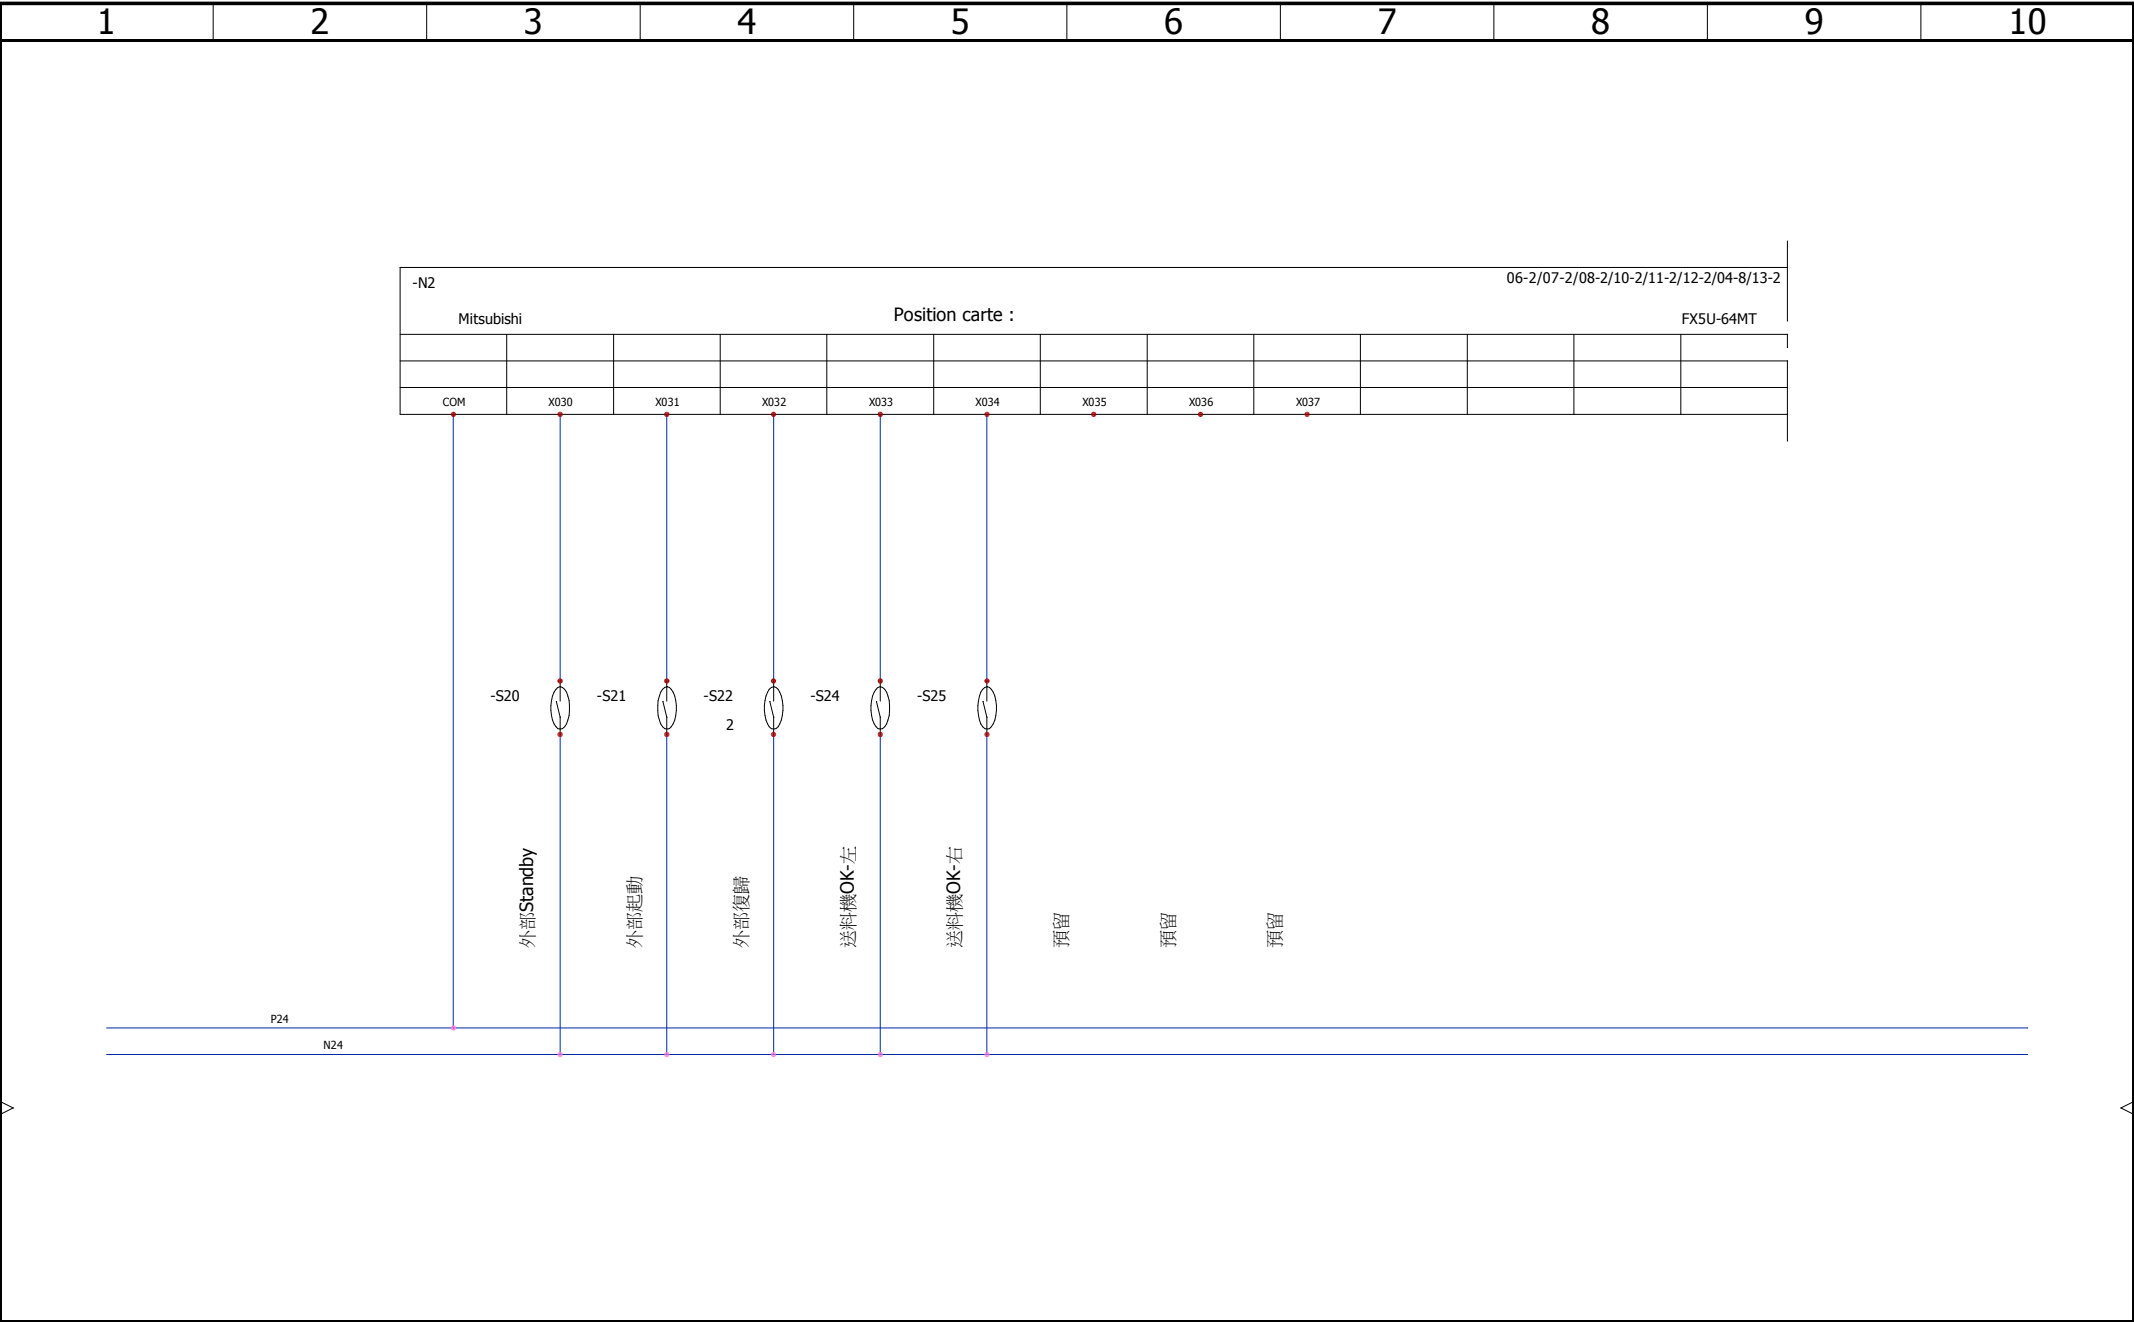 1 2 3 4 5 6 7 8 9 10
-N2 06-2/07-2/08-2/10-2/11-2/12-2/04-8/13-2
Mitsubishi Position carte : FX5U-64MT
COM X030 X031 X032 X033 X034 X035 X036 X037
-S20 -S21 -S22 -S24 -S25
2
外部Standby
外部起動
外部復歸
送料機OK-左
送料機OK-右
預留
預留
預留
P24
N24